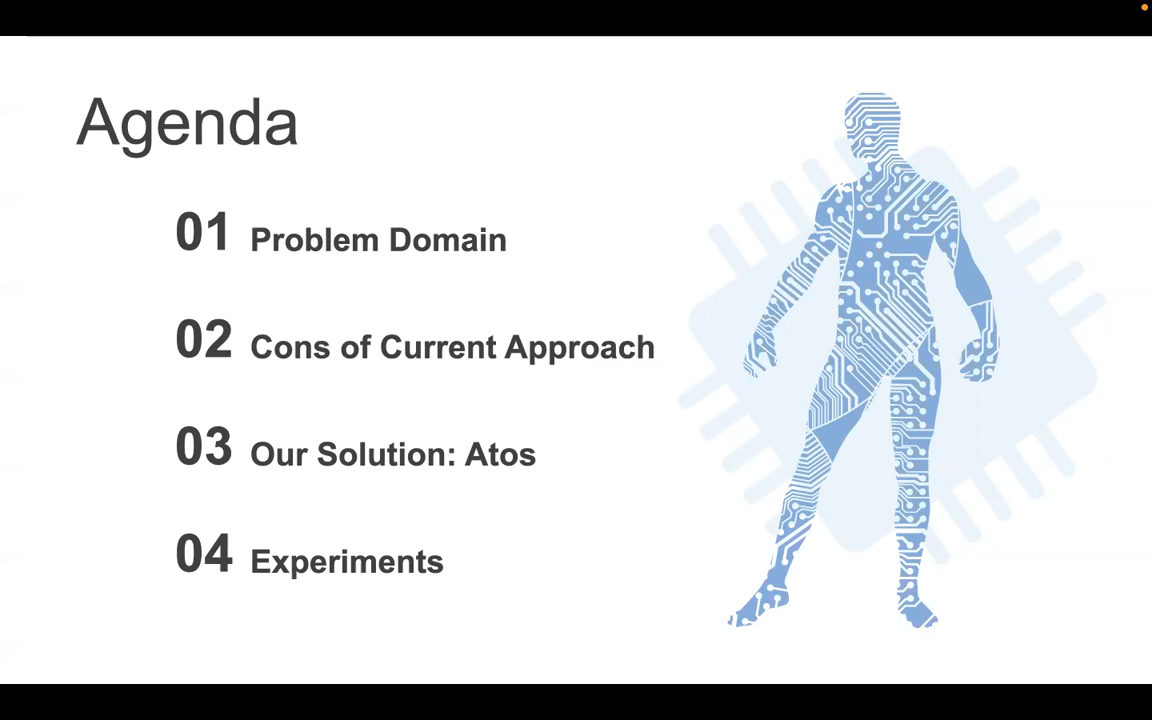 Agenda
01 Problem Domain
02 Cons of Current Approach
03 Our Solution: Atos
04 Experiments